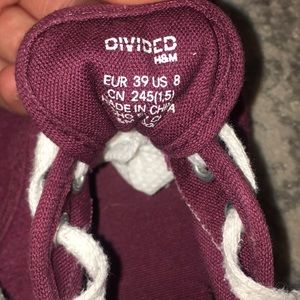 DIVIDED
H&M
EUR 39 US 8
CN 245(1,5)
MADE IN CHINA